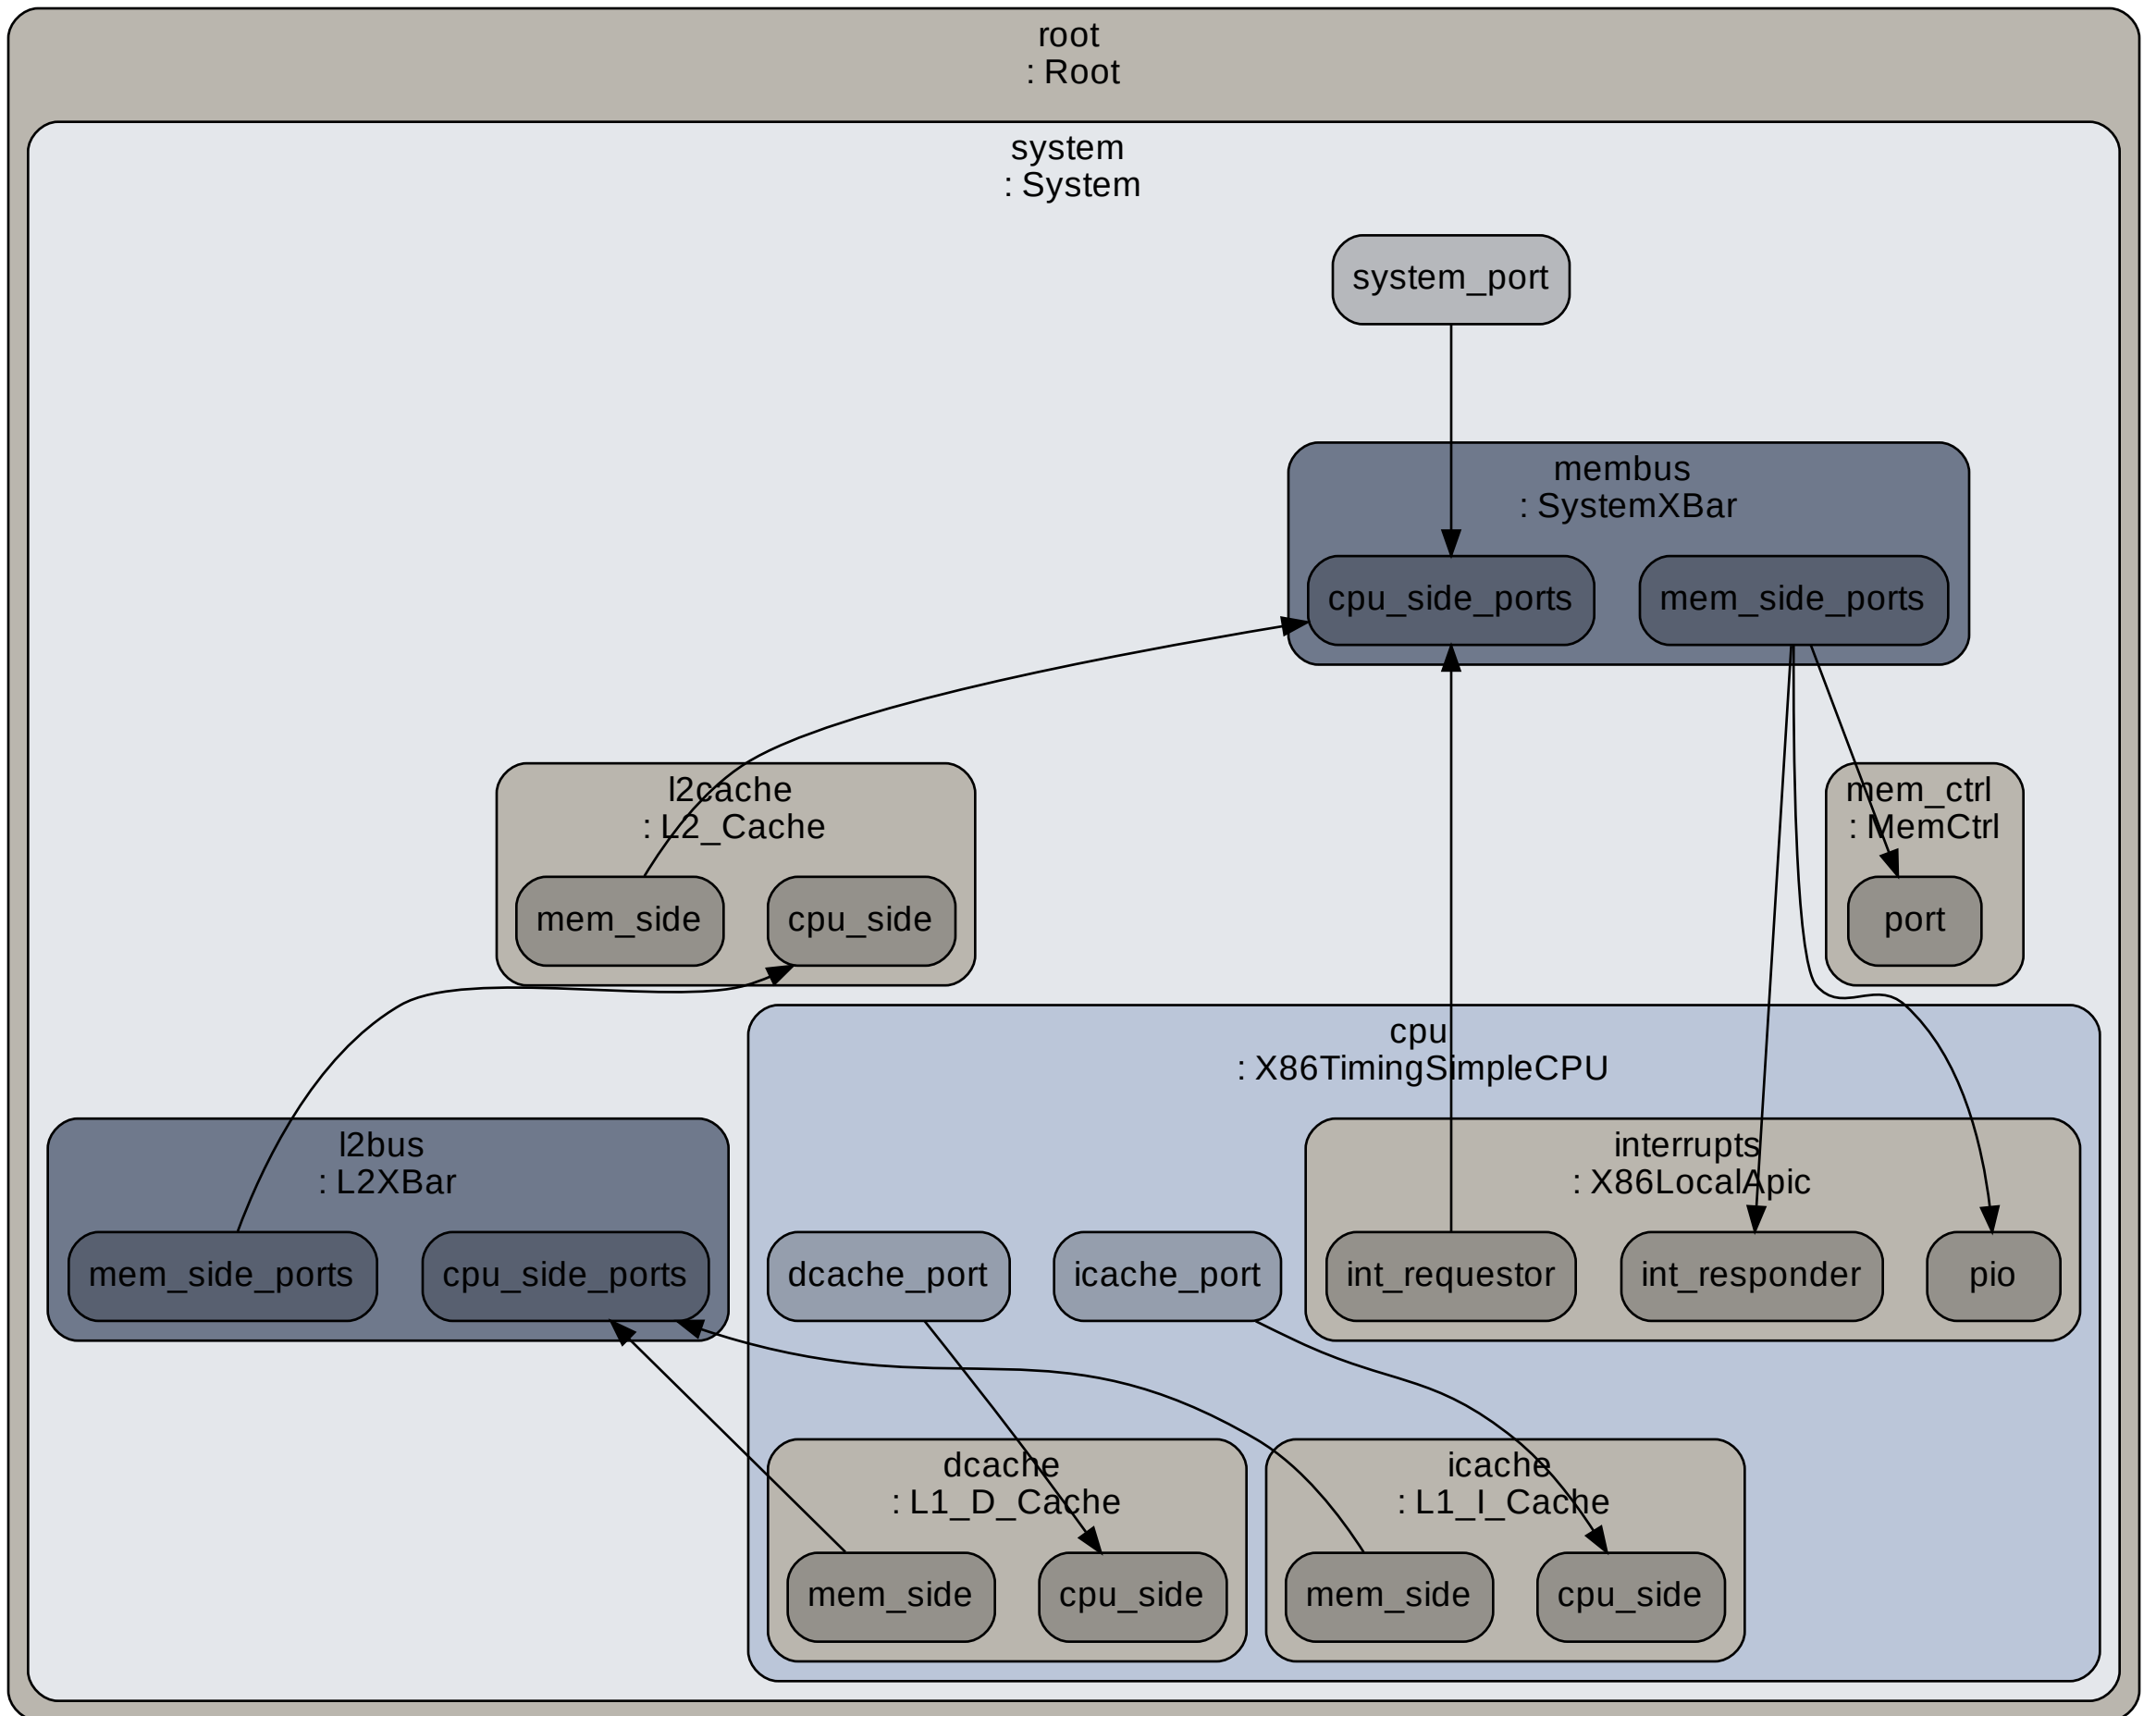 root
: Root
system
: System
system_port
membus
: SystemXBar
cpu_side_ports
mem_side_ports
l2cache
: L2_Cache
mem_side
cpu_side
mem_ctrl
: MemCtrl
port
cpu
: X86TimingSimpleCPU
l2bus
: L2XBar
mem_side_ports
cpu_side_ports
interrupts
: X86LocalApic
dcache_port
icache_port
int_requestor
int_responder
pio
dcache
: L1_D_Cache
mem_side
cpu_side
icache
: L1_I_Cache
mem_side
cpu_side